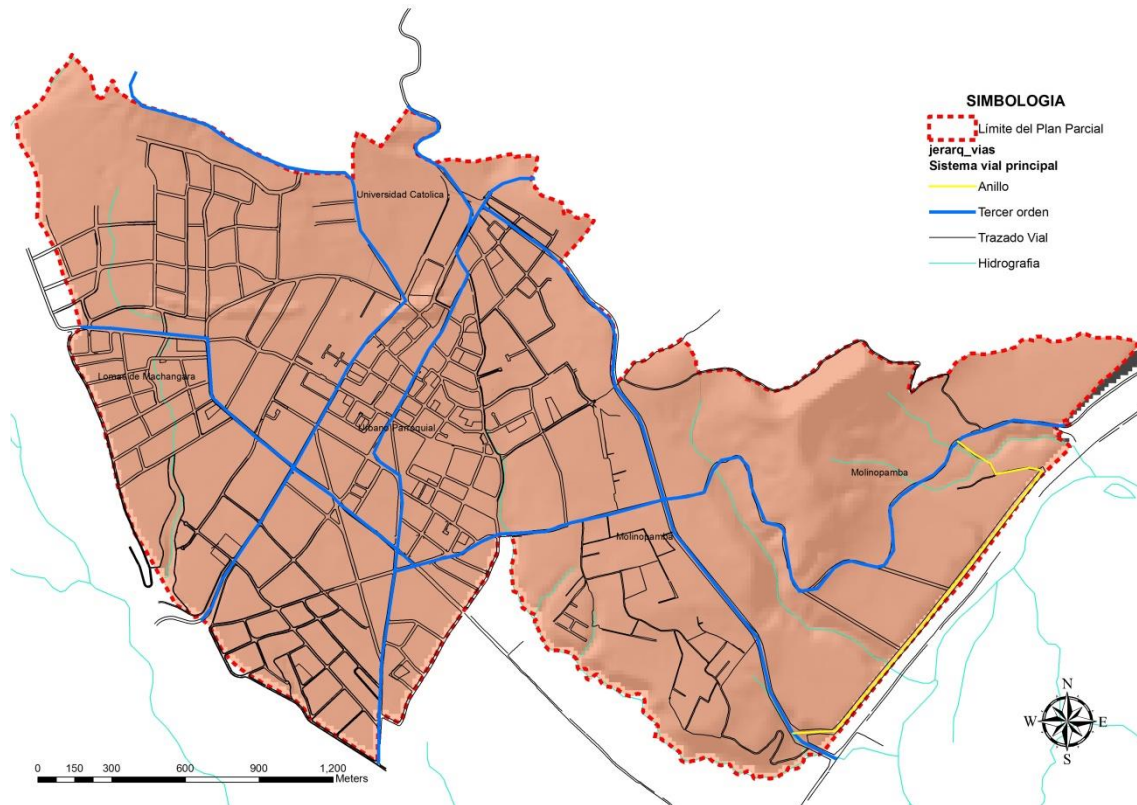 SIMBOLOGIA
Límite del Plan Parcial
jerarq_vias
Sistema vial principal
Anillo
Tercer orden
Trazado Vial
Hidrografia
Universidad Catolica
Lomas de Machangara
Urbano Parroquial
Molinopamba
Molinopamba
N
W E
S
0 150 300 600 900 1,200
Meters